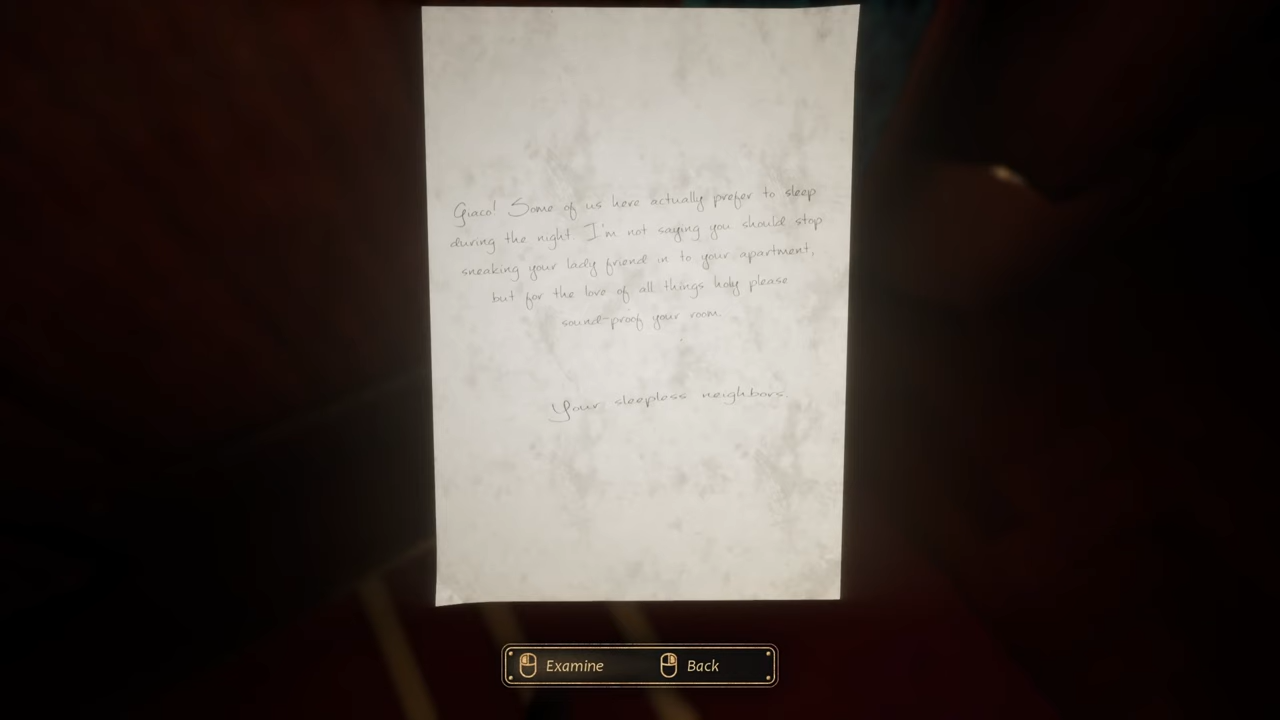 Giaco! Some of us here actually prefer to sleep
during the night. I'm not saying you should stop
sneaking your lady friend in to your apartment,
but for the love of all things holy please
sound-proof your room.
Your sleepless neighbors.
Examine
Back